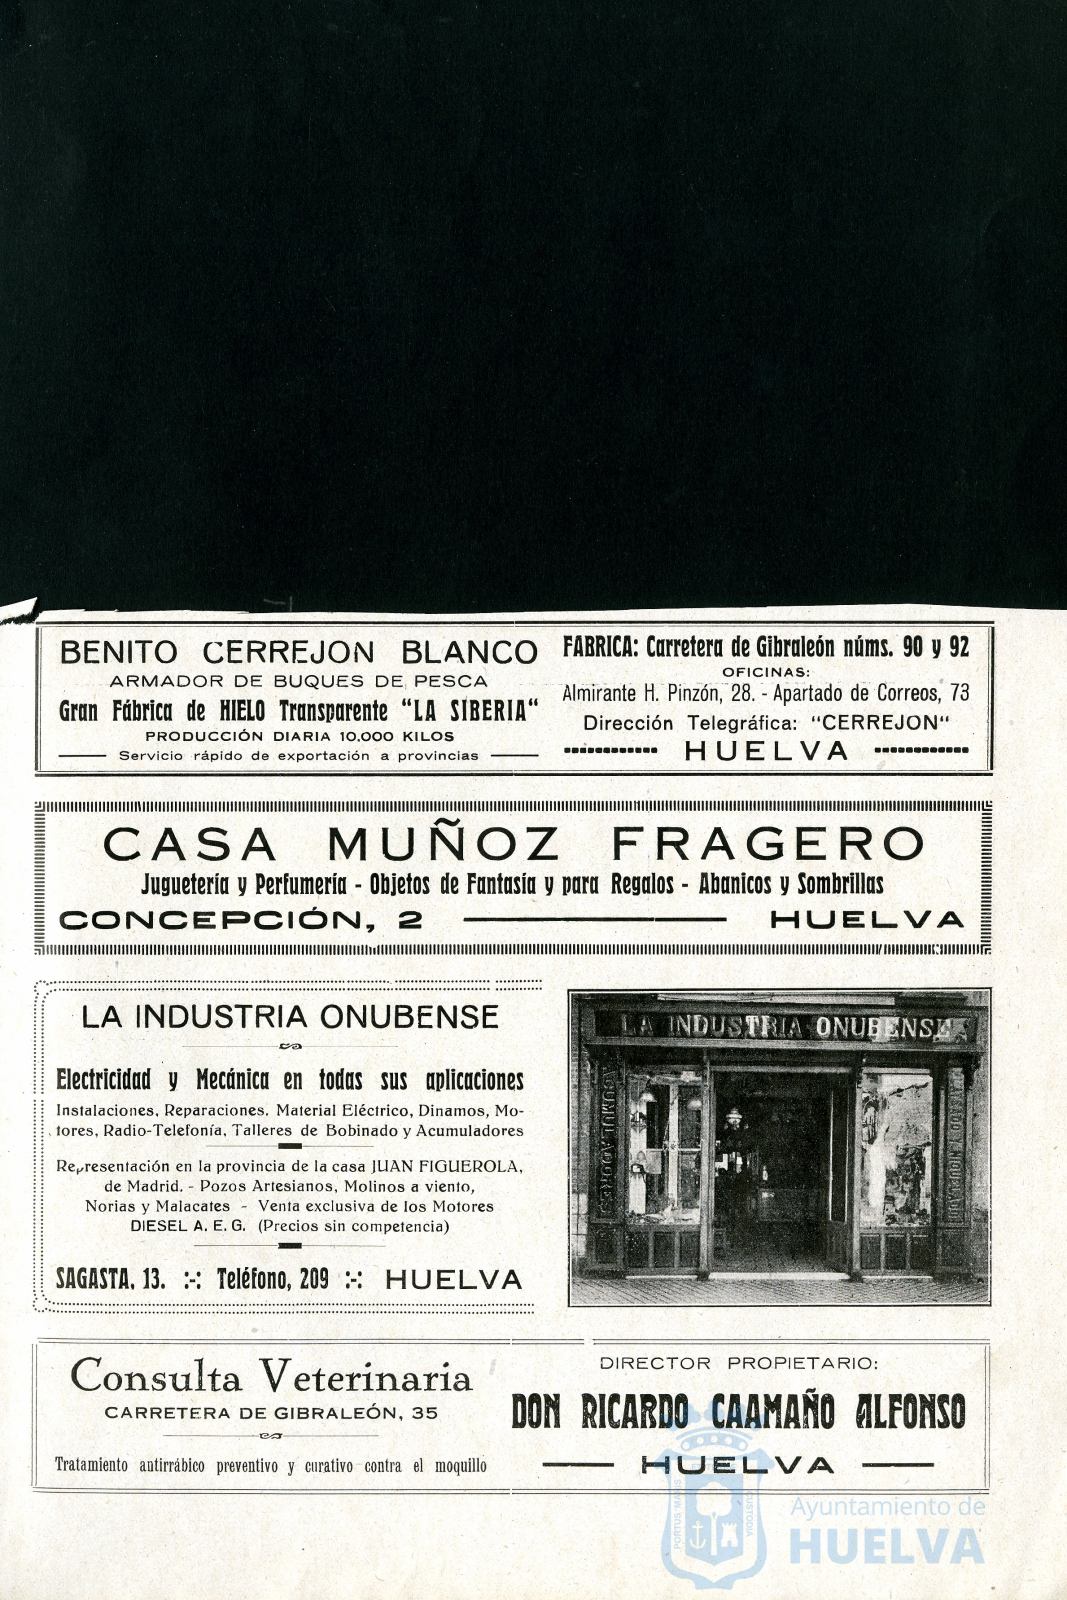 BENITO CERREJON BLANCO
ARMADOR DE BUQUES DE PESCA
Gran Fábrica de HIELO Transparente "LA SIBERIA"
PRODUCCIÓN DIARIA 10.000 KILOS
Servicio rápido de exportación a provincias
FABRICA: Carretera de Gibraleón núms. 90 y 92
OFICINAS:
Almirante H. Pinzón, 28. - Apartado de Correos, 73
Dirección Telegráfica: "CERREJON"
HUELVA
CASA MUÑOZ FRAGERO
Juguetería y Perfumería - Objetos de Fantasía y para Regalos - Abanicos y Sombrillas
CONCEPCIÓN, 2 HUELVA
LA INDUSTRIA ONUBENSE
Electricidad y Mecánica en todas sus aplicaciones
Instalaciones, Reparaciones. Material Eléctrico, Dinamos, Mo-
tores, Radio-Telefonía, Talleres de Bobinado y Acumuladores
Representación en la provincia de la casa JUAN FIGUEROLA,
de Madrid. - Pozos Artesianos, Molinos a viento,
Norias y Malacates - Venta exclusiva de los Motores
DIESEL A. E. G. (Precios sin competencia)
SAGASTA, 13. :-: Teléfono, 209 :-: HUELVA
LA INDUSTRIA ONUBENSE
ACUMULADORES
Consulta Veterinaria
CARRETERA DE GIBRALEÓN, 35
Tratamiento antirrábico preventivo y curativo contra el moquillo
DIRECTOR PROPIETARIO:
DON RICARDO CAAMAÑO ALFONSO
HUELVA
PORTUS MARIS
CUSTODIA
Ayuntamiento de
HUELVA